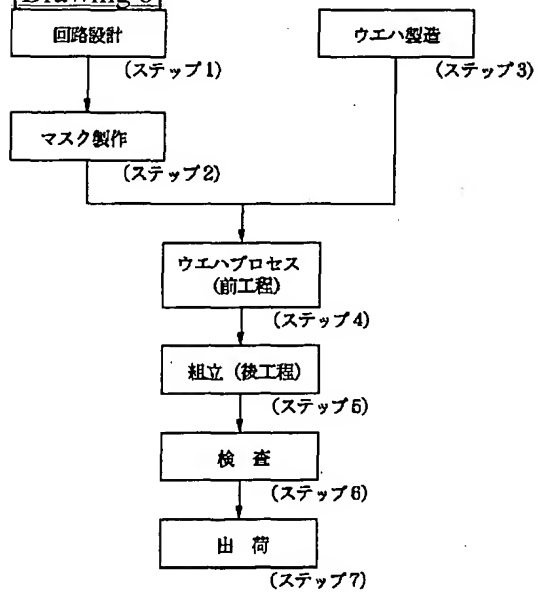 回路設計
(ステップ1)
ウエハ製造
(ステップ3)
マスク製作
(ステップ2)
ウエハプロセス
(前工程)
(ステップ4)
組立(後工程)
(ステップ5)
検 査
(ステップ6)
出 荷
(ステップ7)